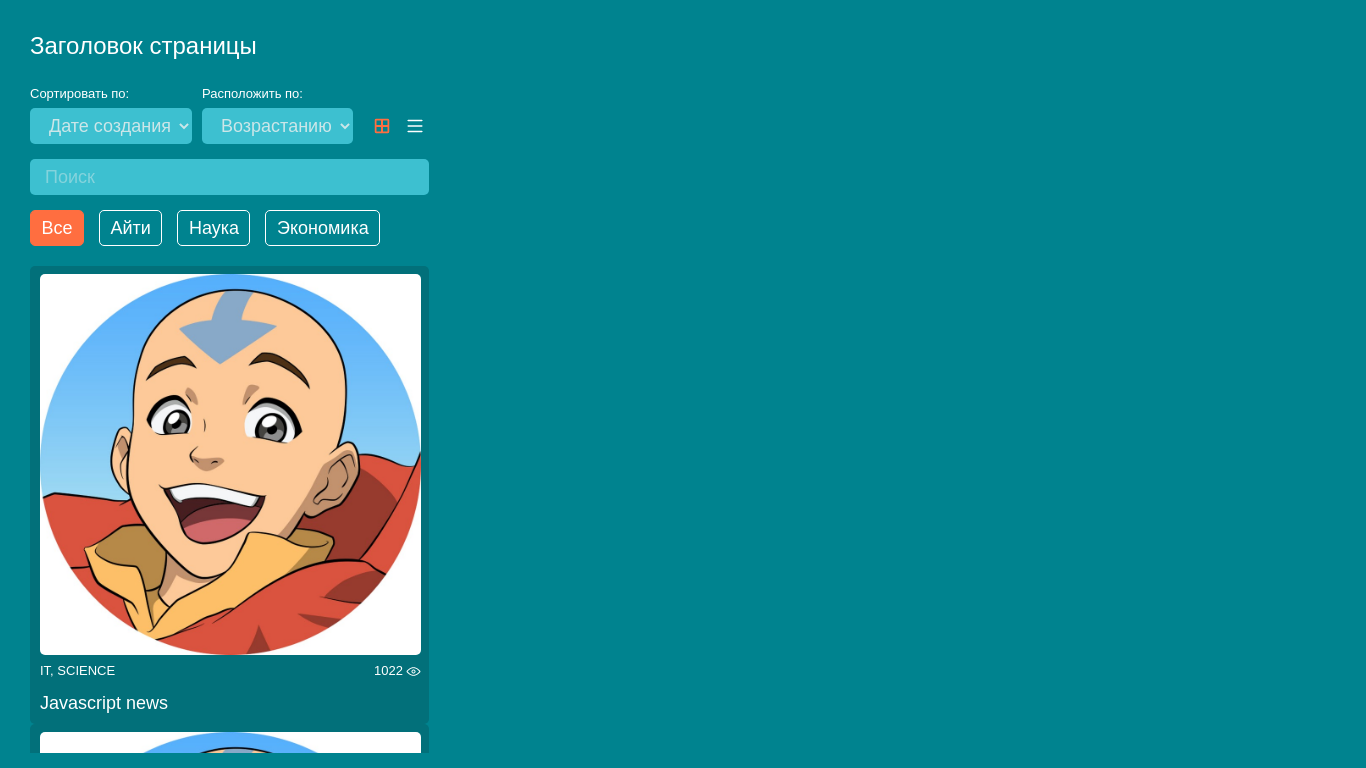 Заголовок страницы
Сортировать по: Расположить по:
Дате создания Возрастанию
Поиск
Все Айти Наука Экономика
IT, SCIENCE 1022
Javascript news